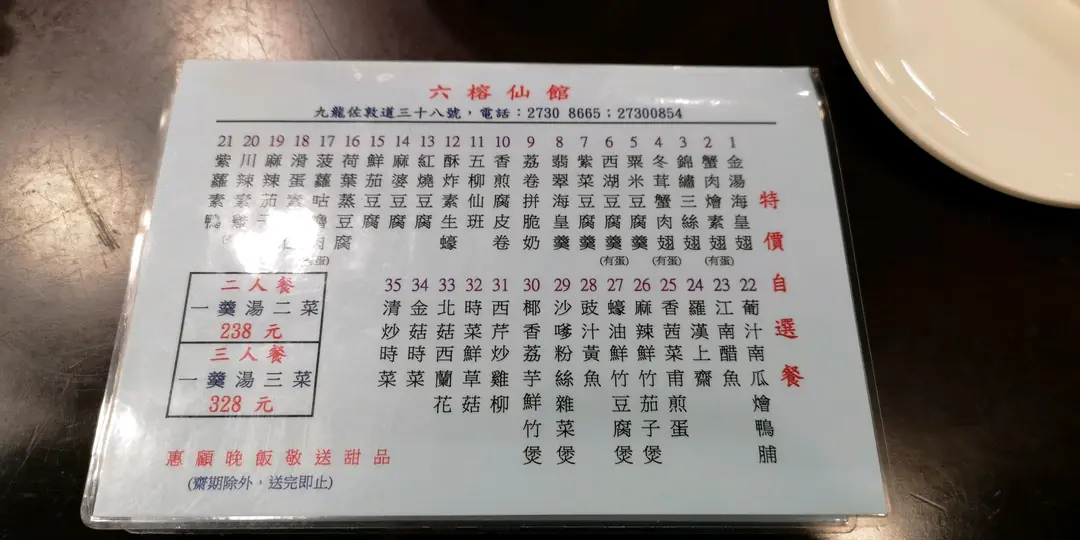 六榕仙館
九龍佐敦道三十八號，電話：2730 8665；27300854
特價自選餐
1 金湯海皇翅
2 蟹肉燴素翅 (有蛋)
3 錦繡三絲翅
4 冬茸蟹肉翅 (有蛋)
5 粟米豆腐羹
6 西湖豆腐羹 (有蛋)
7 紫菜豆腐羹
8 翡翠海皇羹
9 荔卷拼脆奶
10 香煎腐皮卷
11 五柳仙班
12 酥炸素生蠔
13 紅燒豆腐
14 麻婆豆腐
15 鮮茄豆腐
16 荷葉蒸豆腐
17 菠蘿咕嚕肉 (有蛋)
18 滑蛋
19 麻辣茄子
20 川辣素雞
21 紫蘿素鴨
22 葡汁南瓜燴鴨脯
23 江南醋魚
24 羅漢上齋
25 香茜菜甫煎蛋
26 麻辣鮮竹茄子煲
27 蠔油鮮竹豆腐煲
28 豉汁黃魚
29 沙嗲粉絲雜菜煲
30 椰香荔芋鮮竹煲
31 西芹炒雞柳
32 時菜鮮草菇
33 北菇西蘭花
34 金菇時菜
35 清炒時菜
二人餐
一羹湯二菜
238 元
三人餐
一羹湯三菜
328 元
惠顧晚飯敬送甜品
(齋期除外，送完即止)